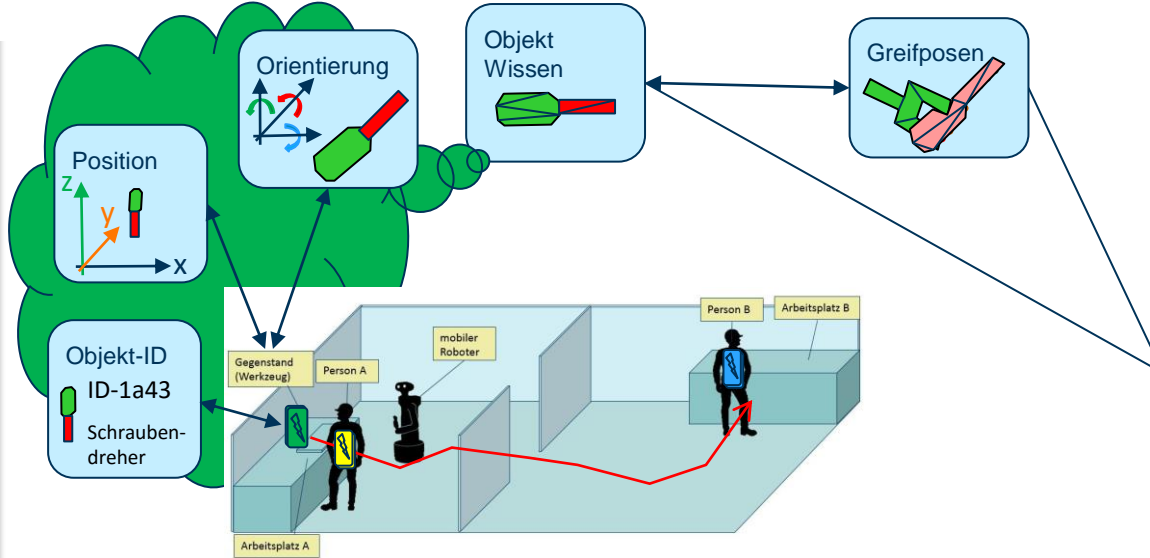 Orientierung
Objekt
Wissen
Greifposen
Position
z
y
x
Objekt-ID
ID-1a43
Schrauben-
dreher
Gegenstand
(Werkzeug)
Person A
mobiler
Roboter
Person B
Arbeitsplatz B
Arbeitsplatz A